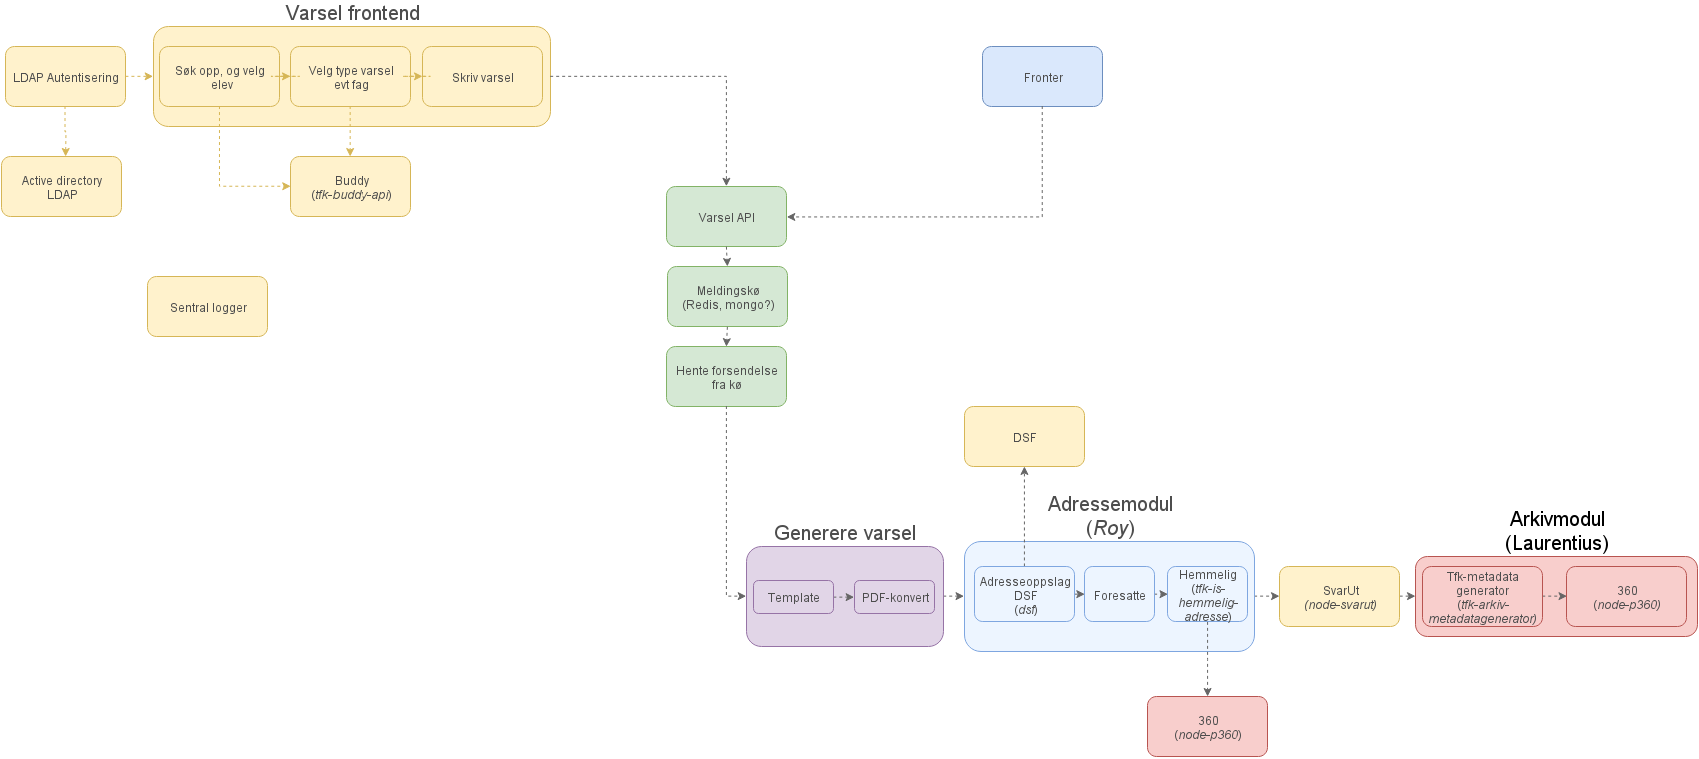 Varsel frontend
LDAP Autentisering
Søk opp, og velg
elev
Velg type varsel
evt fag
Skriv varsel
Fronter
Active directory
LDAP
Buddy
(tfk-buddy-api)
Varsel API
Sentral logger
Meldingskø
(Redis, mongo?)
Hente forsendelse
fra kø
DSF
Generere varsel
Template
PDF-konvert
Adressemodul
(Roy)
Adresseoppslag
DSF
(dsf)
Foresatte
Hemmelig
(tfk-is-
hemmelig-
adresse)
SvarUt
(node-svarut)
Arkivmodul
(Laurentius)
Tfk-metadata
generator
(tfk-arkiv-
metadatagenerator)
360
(node-p360)
360
(node-p360)